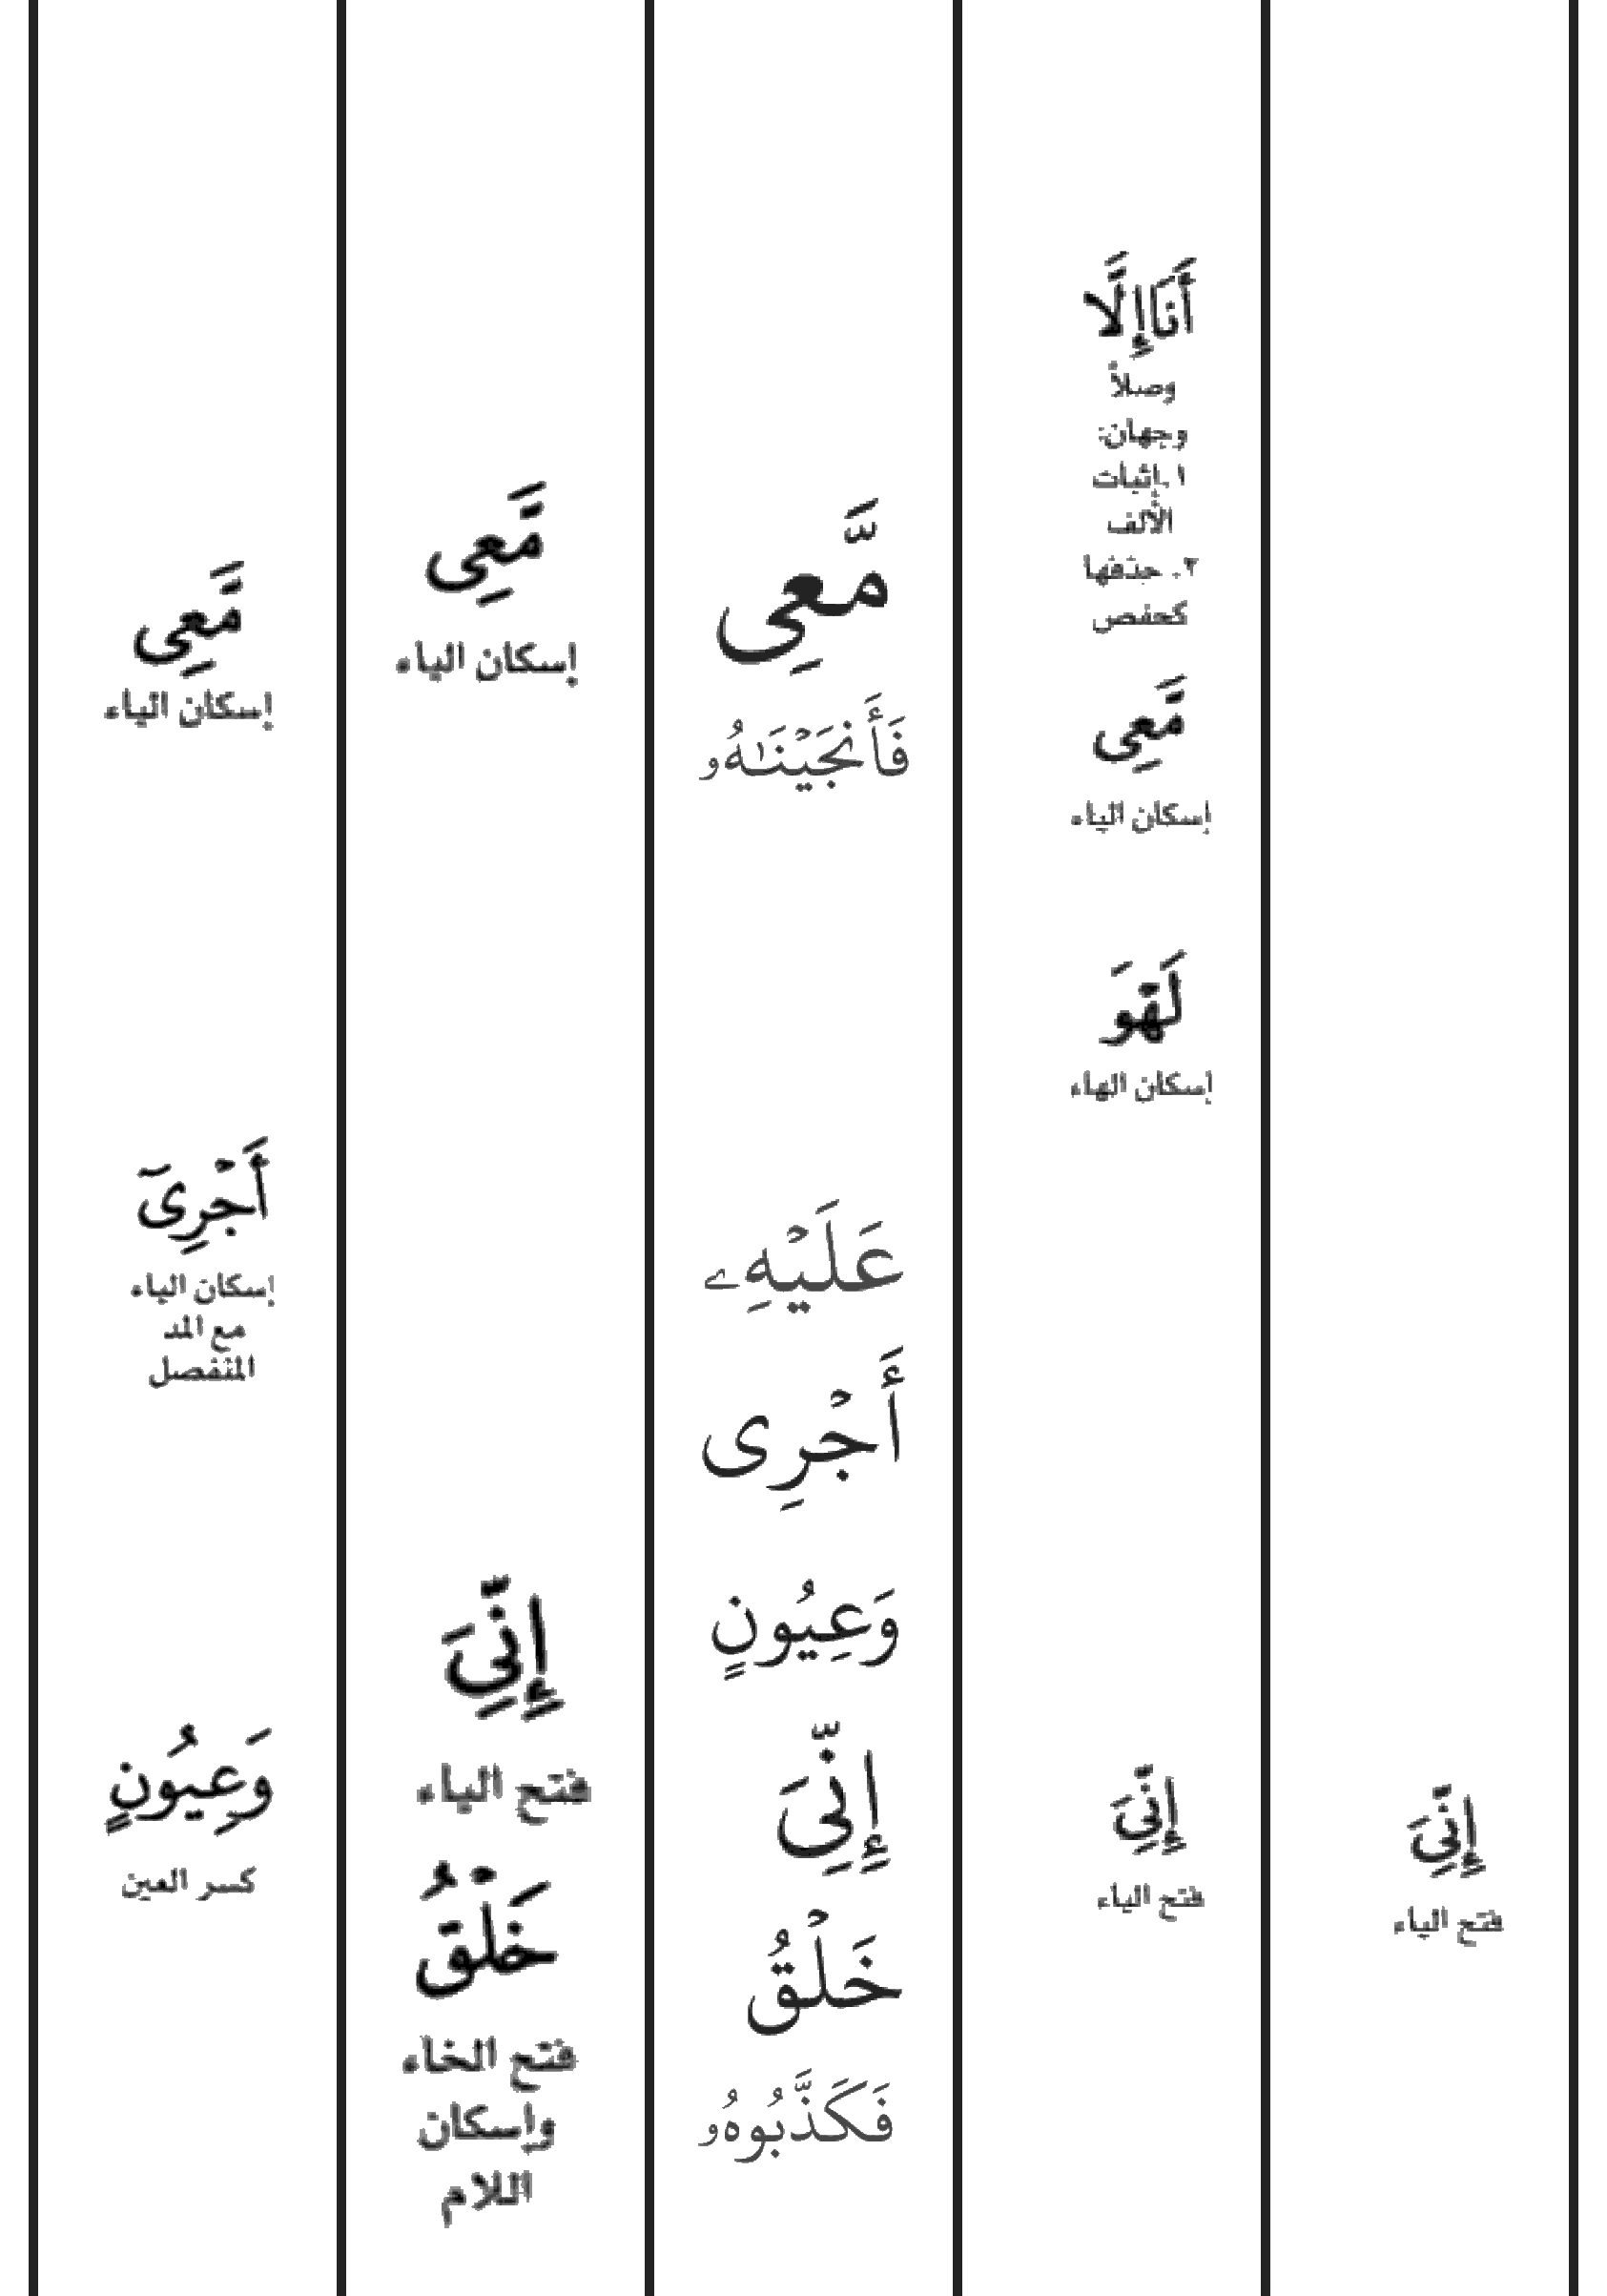 إِنِّيَ
فتح الياء
أَنَا إِلَّا
وصلاً
وجهان:
١. إثبات
الألف
٢. حذفها
كحفص
مَّعِى
إسكان الياء
لَهْوَ
إسكان الهاء
إِنِّيَ
فتح الياء
مَّعِى
فَأَنجَيْنَٰهُۥ
عَلَيْهِۦ
أَجْرِى
وَعِيُونٍ
إِنِّيَ
خَلْقُ
فَكَذَّبُوهُۥ
مَّعِى
إسكان الياء
إِنِّيَ
فتح الياء
خَلْقُ
فتح الخاء
وإسكان
اللام
مَّعِى
إسكان الياء
أَجْرِىٓ
إسكان الياء
مع المد
المنفصل
وَعِيُونٍ
كسر العين